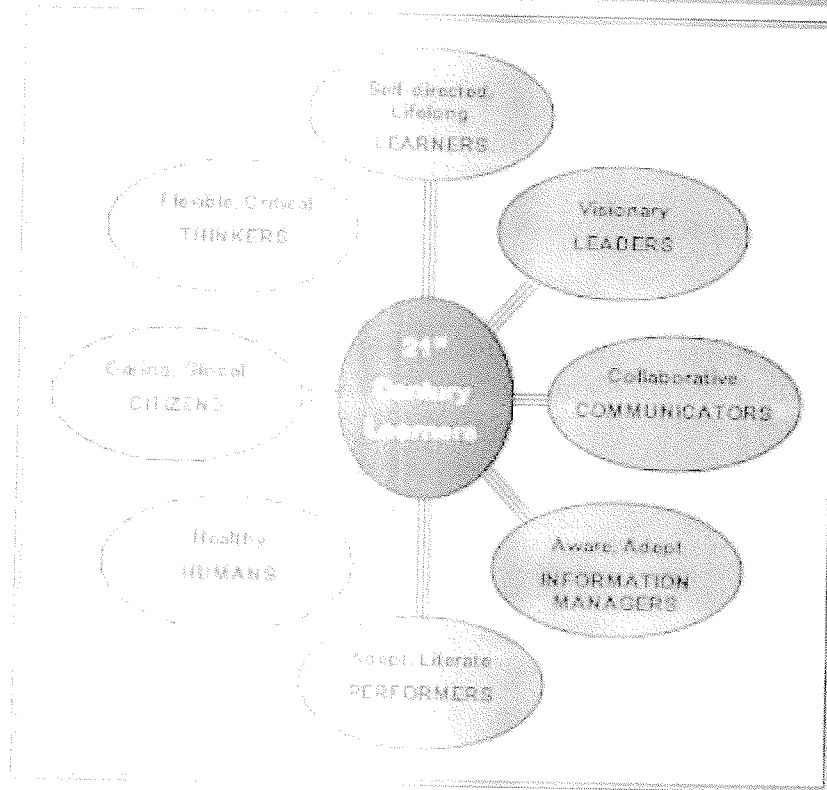 Self-directed,
Lifelong
LEARNERS
Visionary
LEADERS
Collaborative
COMMUNICATORS
Aware, Adept
INFORMATION
MANAGERS
Adept, Literate
PERFORMERS
Healthy
HUMANS
Caring, Global
CITIZENS
Flexible, Critical
THINKERS
21st
Century
Learners